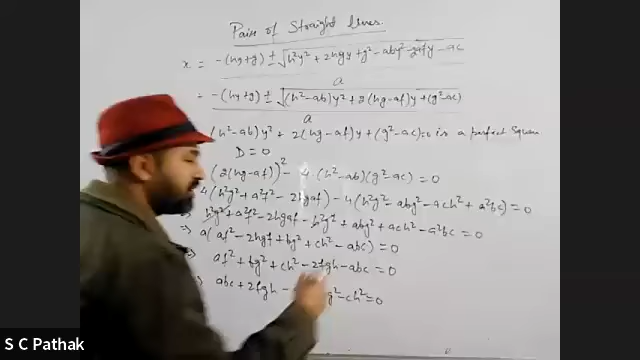 Pair of Straight lines.
x = -(hy+g) ± √h²y² + 2hgy + g² - aby² - 2afy - ac
a
= -(hy+g) ± √(h²-ab)y² + 2(hg-af)y + (g²-ac)
a
(h²-ab)y² + 2(hg-af)y + (g²-ac)=0 is a perfect Square
D = 0
2(hg-af))² - 4(h²-ab)(g²-ac) = 0
4(h²g² + a²f² - 2hgaf) - 4(h²g² - abg² - ach² + a²bc) = 0
⇒ h²g² + a²f² - 2hgaf - h²g² + abg² + ach² - a²bc = 0
⇒ a(af² - 2hgf + bg² + ch² - abc) = 0
af² + bg² + ch² - 2fgh - abc = 0
⇒ abc + 2fgh - g² - ch² = 0
S C Pathak